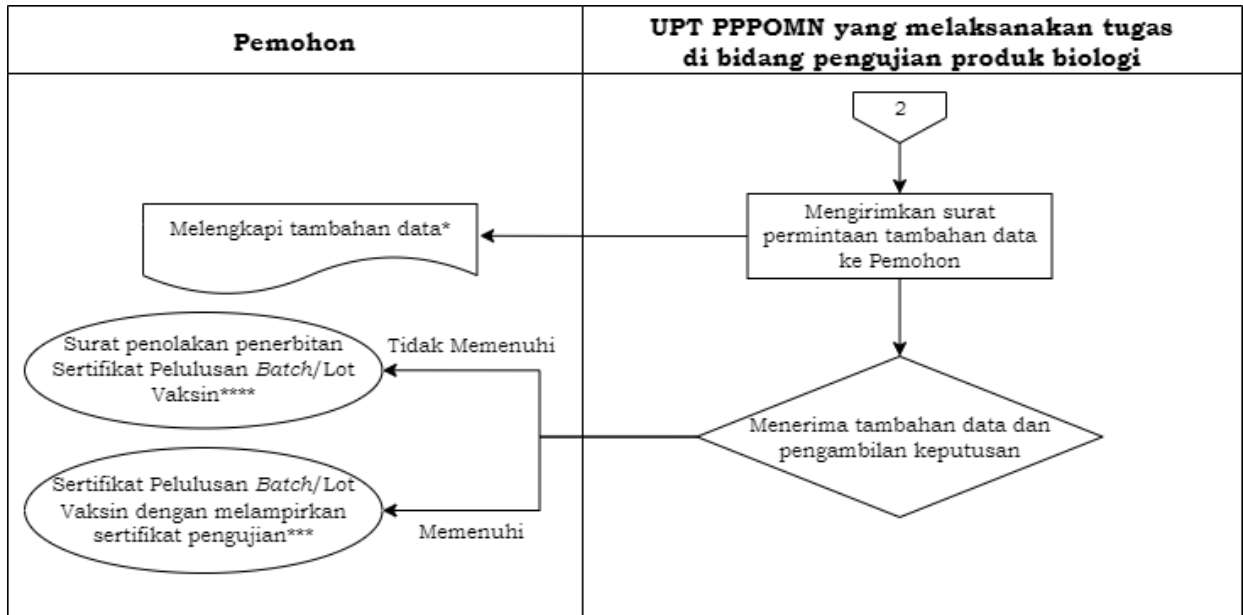 Pemohon
UPT PPPOMN yang melaksanakan tugas
di bidang pengujian produk biologi
2
Mengirimkan surat
permintaan tambahan data
ke Pemohon
Melengkapi tambahan data*
Surat penolakan penerbitan
Sertifikat Pelulusan Batch/Lot
Vaksin****
Tidak Memenuhi
Menerima tambahan data dan
pengambilan keputusan
Sertifikat Pelulusan Batch/Lot
Vaksin dengan melampirkan
sertifikat pengujian***
Memenuhi